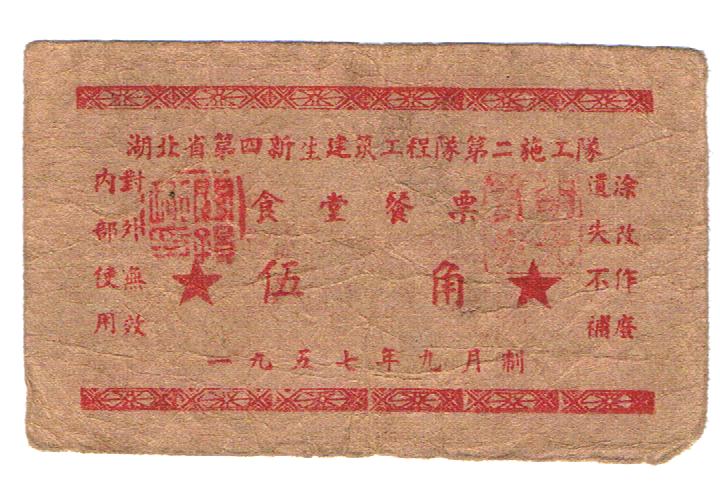 湖北省第四新生建筑工程隊第二施工隊
食堂餐票
伍角
對外無效
内部使用
涂改作廢
遺失不補
一九五七年九月制